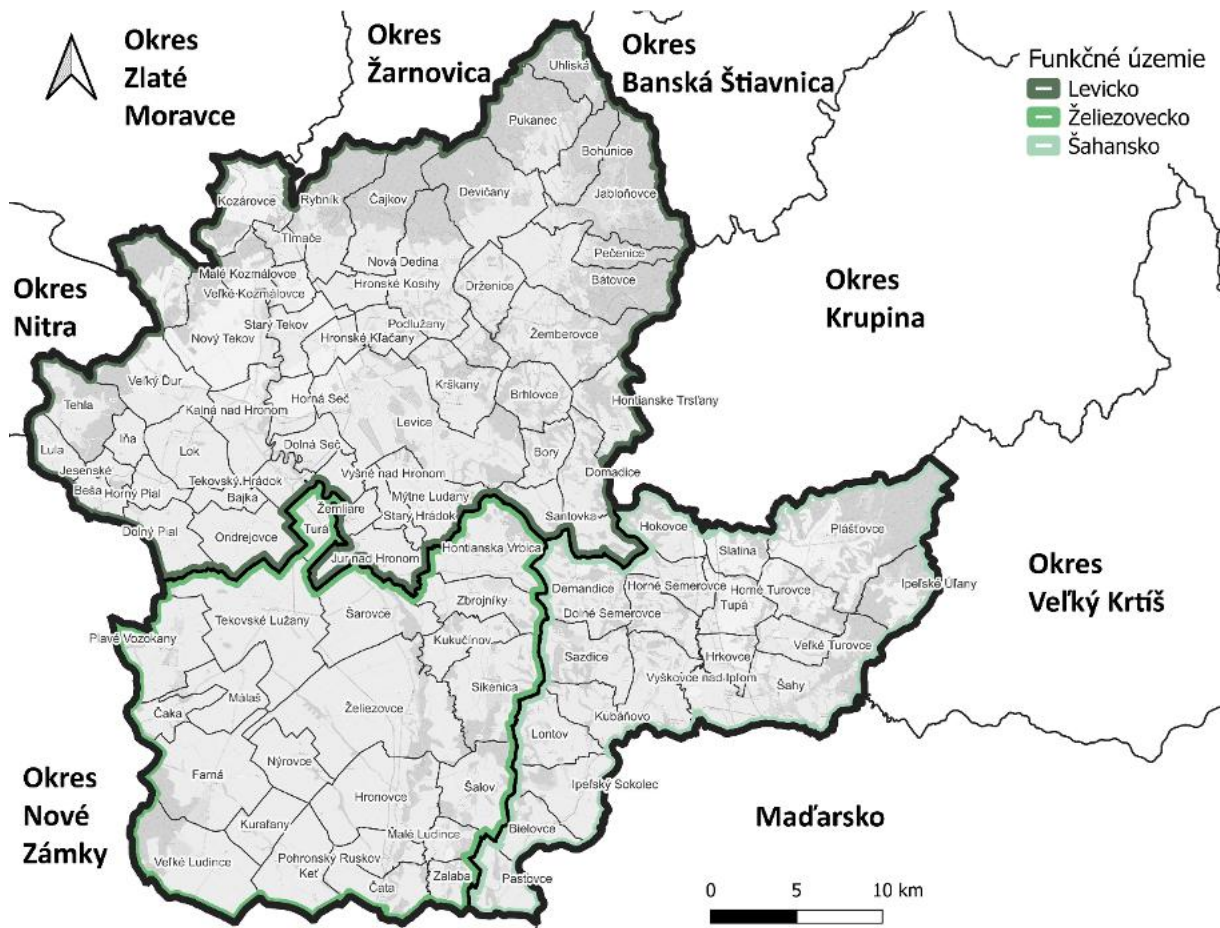 Okres
Zlaté
Moravce
Okres
Žarnovica
Okres
Banská Štiavnica
Funkčné územie
Levicko
Želiezovecko
Šahansko
Uhliská
Pukanec
Bohunice
Jabloňovce
Devičany
Kozárovce
Rybník
Čajkov
Tlmače
Pečenice
Bátovce
Nová Dedina
Malé Kozmálovce
Hronské Kosihy
Drženice
Veľké Kozmálovce
Okres
Nitra
Okres
Krupina
Starý Tekov
Podlužany
Nový Tekov
Hronské Kľačany
Žemberovce
Veľký Ďur
Krškany
Tehla
Horná Seč
Brhlovce
Hontianske Trsťany
Kalná nad Hronom
Levice
Iňa
Dolná Seč
Lula
Lok
Bory
Jesenské
Vyšné nad Hronom
Domadice
Tekovský Hrádok
Beša
Horný Pial
Bajka
Mýtne Ludany
Žemliare
Starý Hrádok
Santovka
Dolný Pial
Turá
Ondrejovce
Hokovce
Plášťovce
Hontianska Vrbica
Slatina
Jur nad Hronom
Okres
Veľký Krtíš
Ipeľské Úľany
Demandice
Horné Semerovce
Horné Turovce
Zbrojníky
Tupá
Šarovce
Dolné Semerovce
Tekovské Lužany
Plavé Vozokany
Kukučínov
Veľké Turovce
Sazdice
Hrkovce
Vyškovce nad Ipľom
Šahy
Sikenica
Málaš
Želiezovce
Čaka
Kubáňovo
Lontov
Nýrovce
Farná
Okres
Nové
Zámky
Ipeľský Sokolec
Šalov
Hronovce
Maďarsko
Kuraľany
Bielovce
Malé Ludince
Veľké Ludince
Pohronský Ruskov
Keť
Zalaba
Pastovce
Čata
0 5 10 km